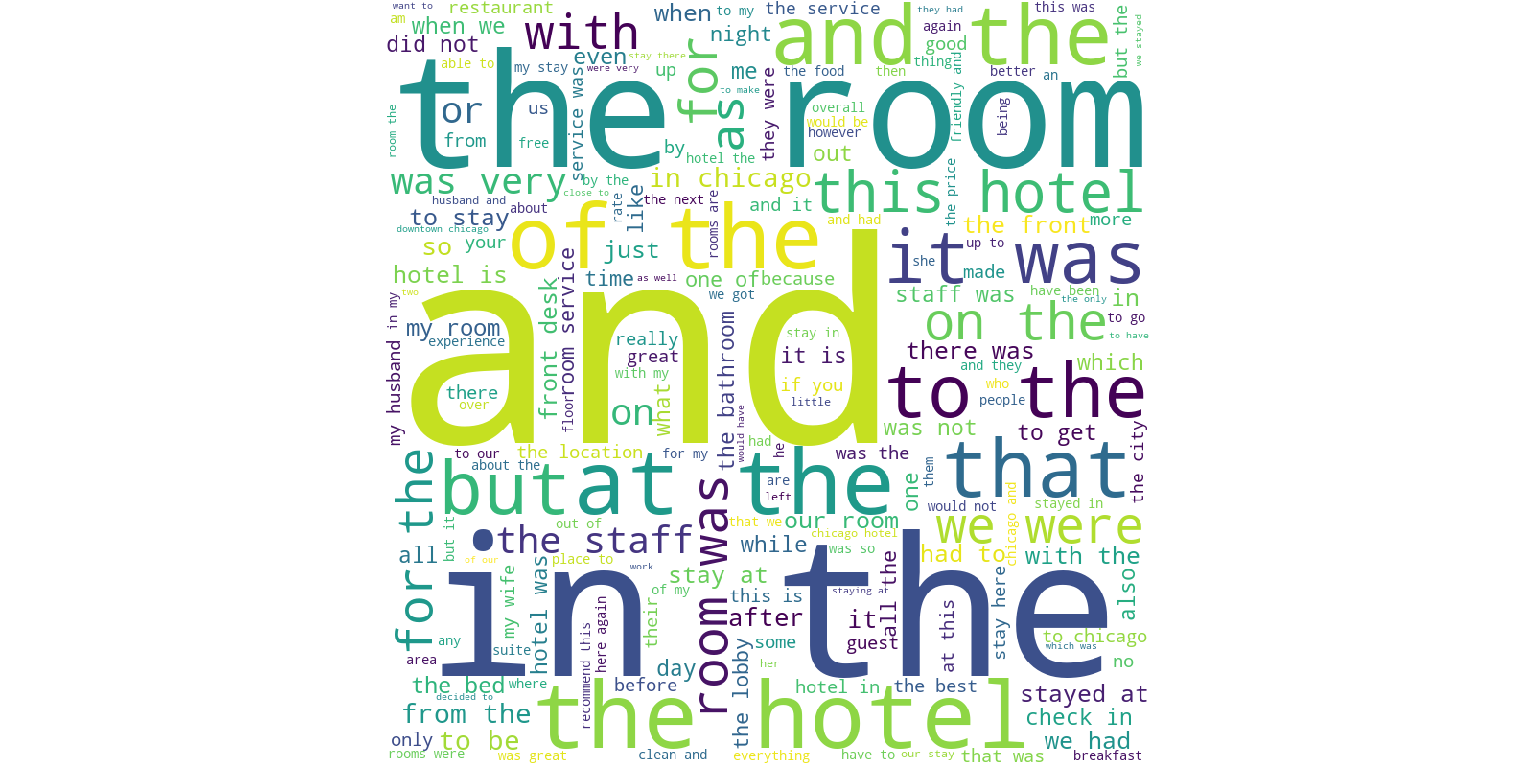 want to
restaurant
when
to my
the service
they had
this was
am
when we
with
night
and the
again
but the
we stayed
did not
even
stay there
for
good
able to
my stay
were very
up
me
the food
then
thing
better
an
the room
to make
or
us
as
they were
overall
would be
however
friendly and
being
room the
from
free
service was
by
hotel the
out
was very
by the
in chicago
this hotel
the price
husband and
close to
rate
like
the next
rooms are
and it
to stay
about
of the
and had
the front
more
downtown chicago
so
your
just
it was
up to
she
made
hotel is
time
as well
one of
because
room service
two
we got
staff was
have been
the only
in
my room
front desk
and
on the
to go
experience
really
stay in
to have
great
it is
there was
my husband in my
with my
the bathroom
and they
which
there
over
floor
on
what
if you
little
to the
who
people
would have
was not
to get
had
he
the location
for my
was the
the city
to our
about the
for the
but
at the
are
left
one
them
that
would not
stayed in
but it
out of
the staff
room was
that we
our room
chicago hotel
we were
chicago and
all
of our
place to
while
was so
had to
with the
in the
work
stay at
of my
this is
staying at
all the
also
my wife
hotel was
here again
their
after
it
guest
at this
stay here
to chicago
which was
any
suite
some
area
recommend this
day
the lobby
her
no
the bed
where
before
hotel in
the best
stayed at
decided to
from the
the hotel
check in
only
to be
we had
rooms were
was great
clean and
everything
have to
our stay
that was
breakfast